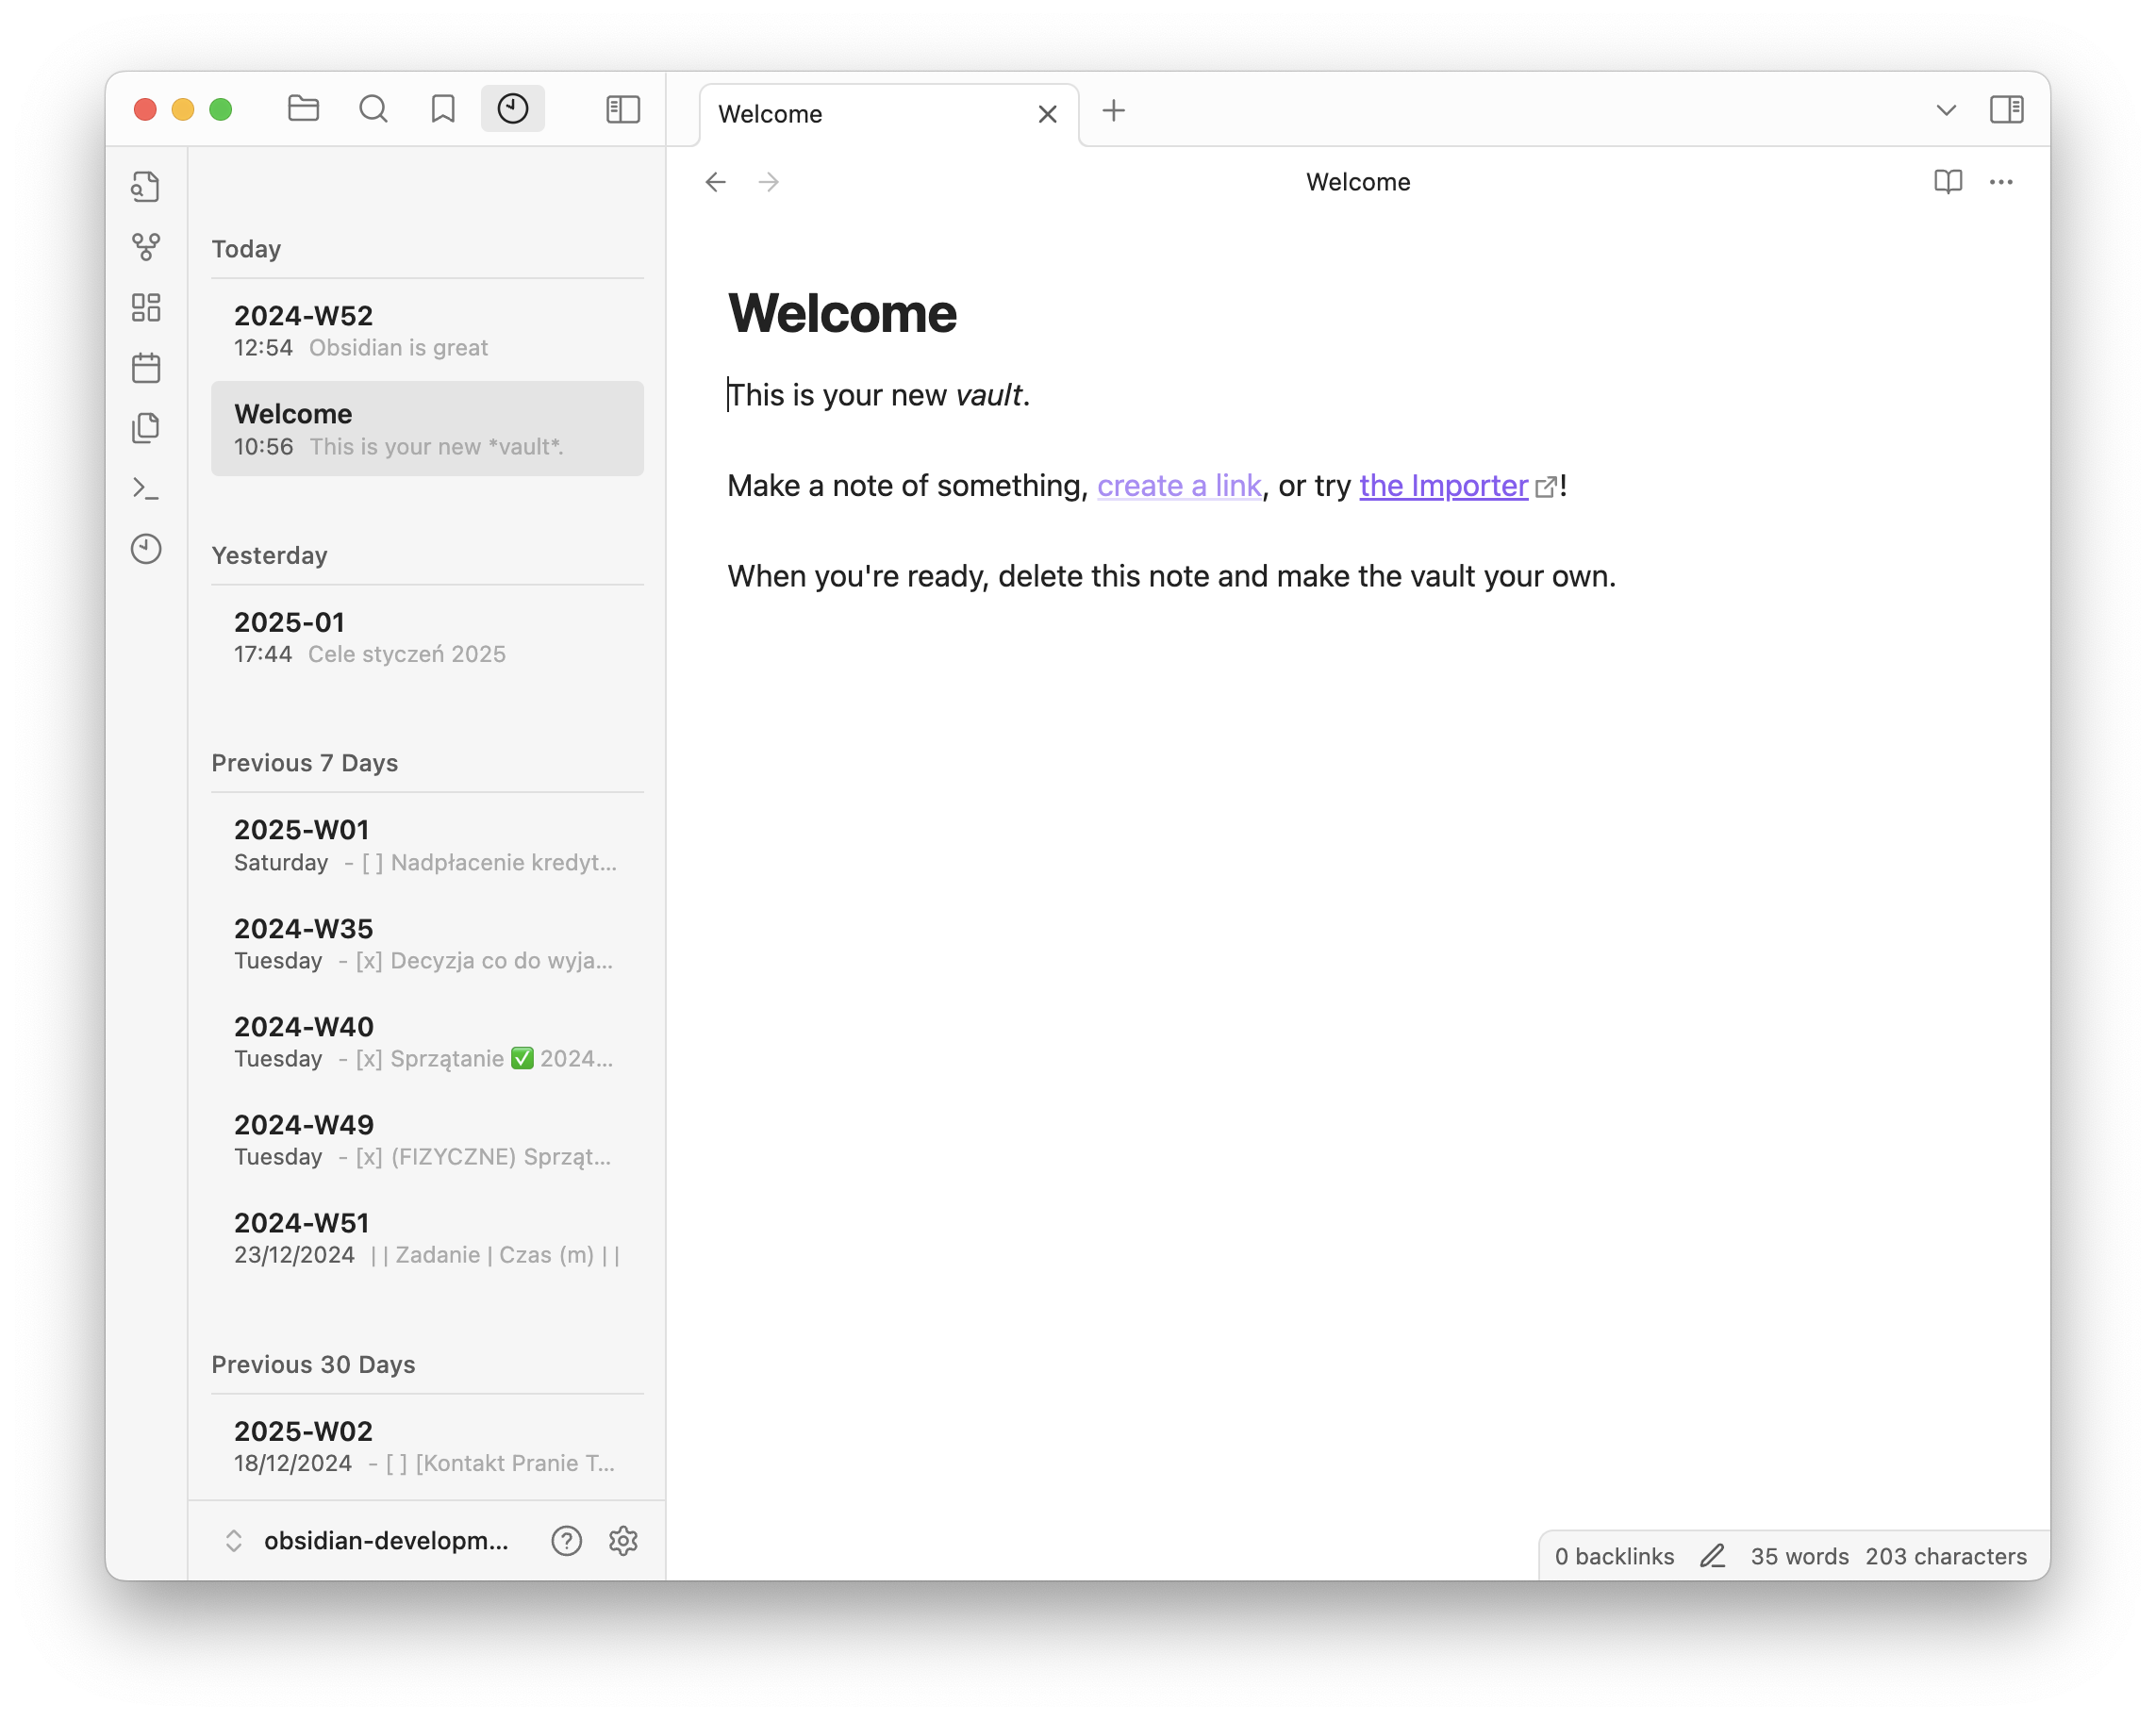 Welcome
Welcome
Today
2024-W52
12:54 Obsidian is great
Welcome
10:56 This is your new *vault*.
Yesterday
2025-01
17:44 Cele styczeń 2025
Previous 7 Days
2025-W01
Saturday - [ ] Nadpłacenie kredyt...
2024-W35
Tuesday - [x] Decyzja co do wyja...
2024-W40
Tuesday - [x] Sprzątanie ✅ 2024...
2024-W49
Tuesday - [x] (FIZYCZNE) Sprząt...
2024-W51
23/12/2024 | | Zadanie | Czas (m) | |
Previous 30 Days
2025-W02
18/12/2024 - [ ] [Kontakt Pranie T...
obsidian-developm...
Welcome
This is your new vault.
Make a note of something, create a link, or try the Importer!
When you're ready, delete this note and make the vault your own.
0 backlinks 35 words 203 characters